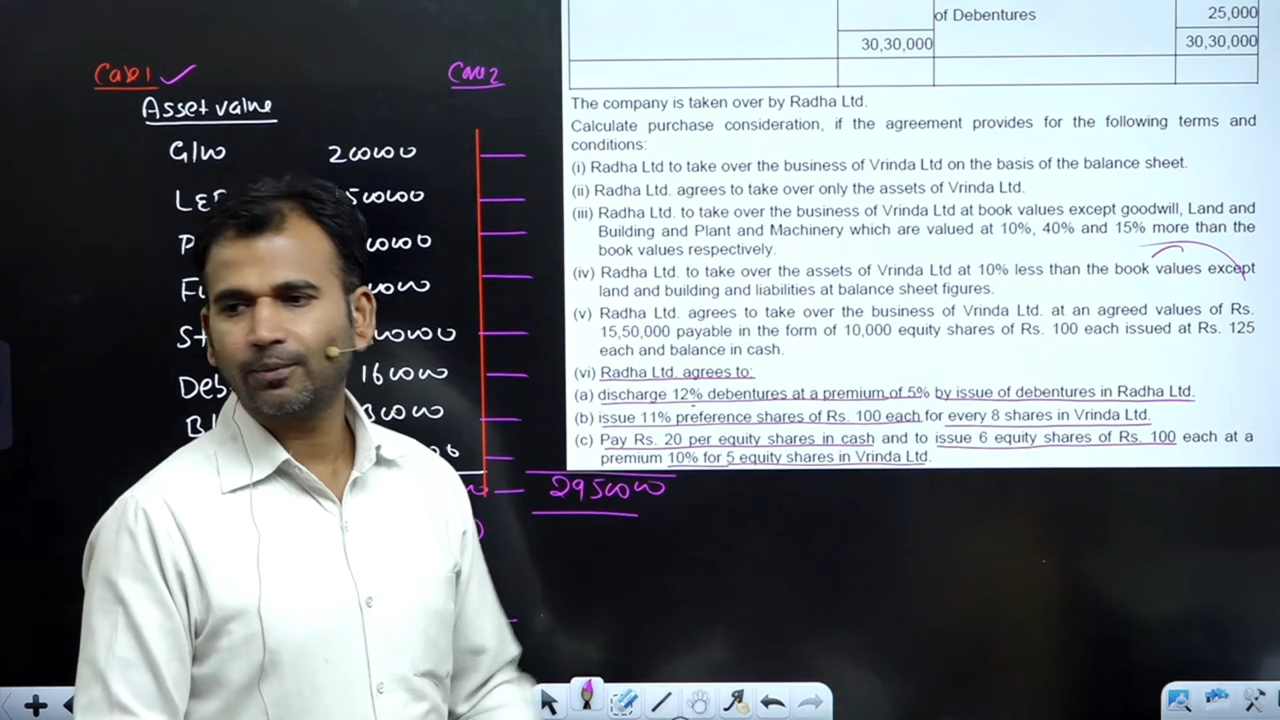 Case 1
Case 2
Asset value
G/W 200000
of Debentures 25,000
30,30,000 30,30,000
The company is taken over by Radha Ltd.
Calculate purchase consideration, if the agreement provides for the following terms and
conditions:
(i) Radha Ltd to take over the business of Vrinda Ltd on the basis of the balance sheet.
(ii) Radha Ltd. agrees to take over only the assets of Vrinda Ltd.
(iii) Radha Ltd. to take over the business of Vrinda Ltd at book values except goodwill, Land and
Building and Plant and Machinery which are valued at 10%, 40% and 15% more than the
book values respectively.
(iv) Radha Ltd. to take over the assets of Vrinda Ltd at 10% less than the book values except
land and building and liabilities at balance sheet figures.
(v) Radha Ltd. agrees to take over the business of Vrinda Ltd. at an agreed values of Rs.
15,50,000 payable in the form of 10,000 equity shares of Rs. 100 each issued at Rs. 125
each and balance in cash.
(vi) Radha Ltd. agrees to:
(a) discharge 12% debentures at a premium of 5% by issue of debentures in Radha Ltd.
(b) issue 11% preference shares of Rs. 100 each for every 8 shares in Vrinda Ltd.
(c) Pay Rs. 20 per equity shares in cash and to issue 6 equity shares of Rs. 100 each at a
premium 10% for 5 equity shares in Vrinda Ltd.
2950000